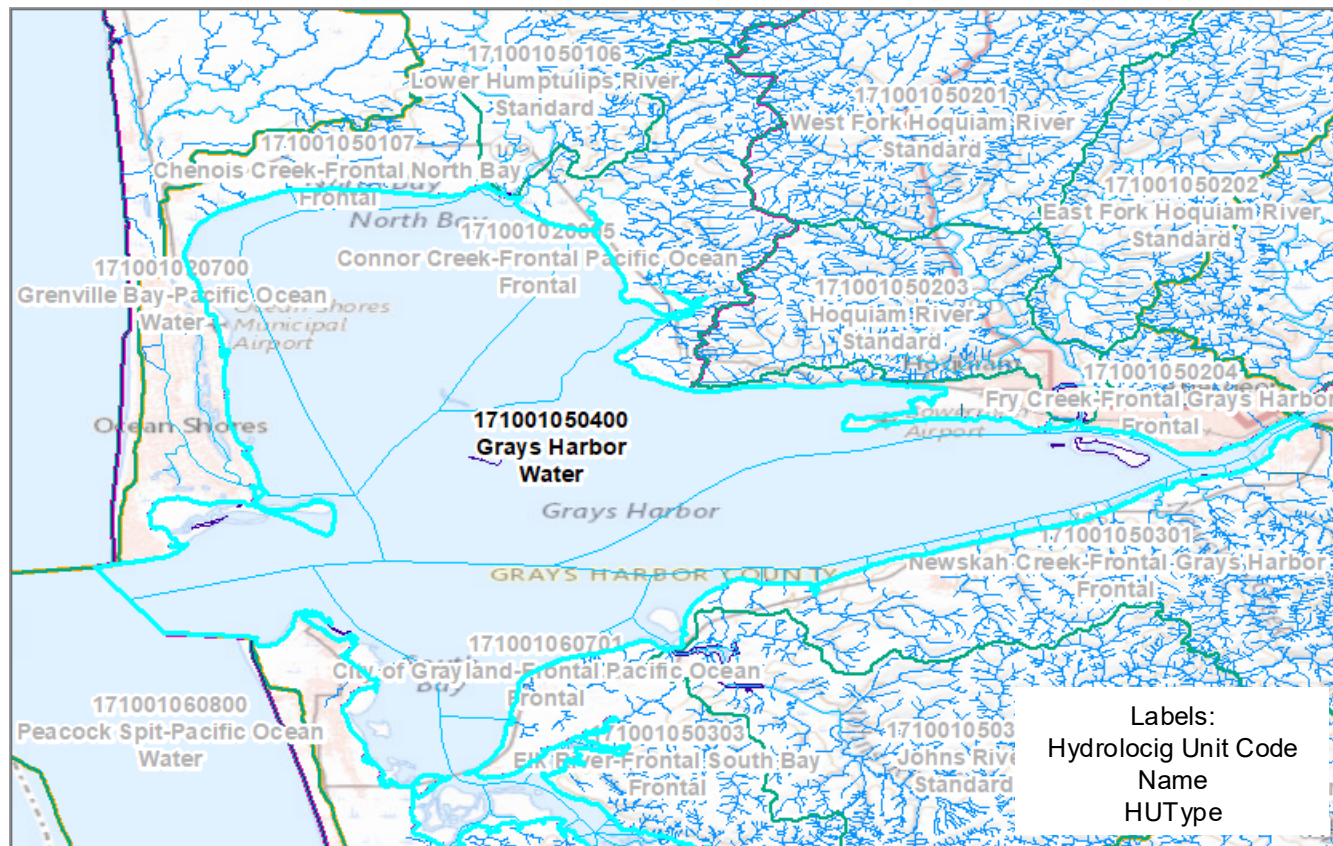 171001050106
Lower Humptulips River
Standard
171001050201
West Fork Hoquiam River
Standard
171001050107
Chenois Creek-Frontal North Bay
Frontal
109
North Bay
171001050202
East Fork Hoquiam River
Standard
Connor Creek-Frontal Pacific Ocean
Frontal
171001020700
Grenville Bay-Pacific Ocean
Water
Ocean Shores
Municipal
Airport
171001050203
Hoquiam River
Standard
Hoquiam
171001050204
Fry Creek-Frontal Grays Harbor
Frontal
Airport
Ocean Shores
171001050400
Grays Harbor
Water
Grays Harbor
171001050301
Newskah Creek-Frontal Grays Harbor
Frontal
GRAYS HARBOR COUNTY
171001060701
City of Grayland-Frontal Pacific Ocean
Frontal
Bay
171001060800
Peacock Spit-Pacific Ocean
Water
171001050303
Elk River-Frontal South Bay
Frontal
Standard
Labels:
Hydrolocig Unit Code
Name
HUType